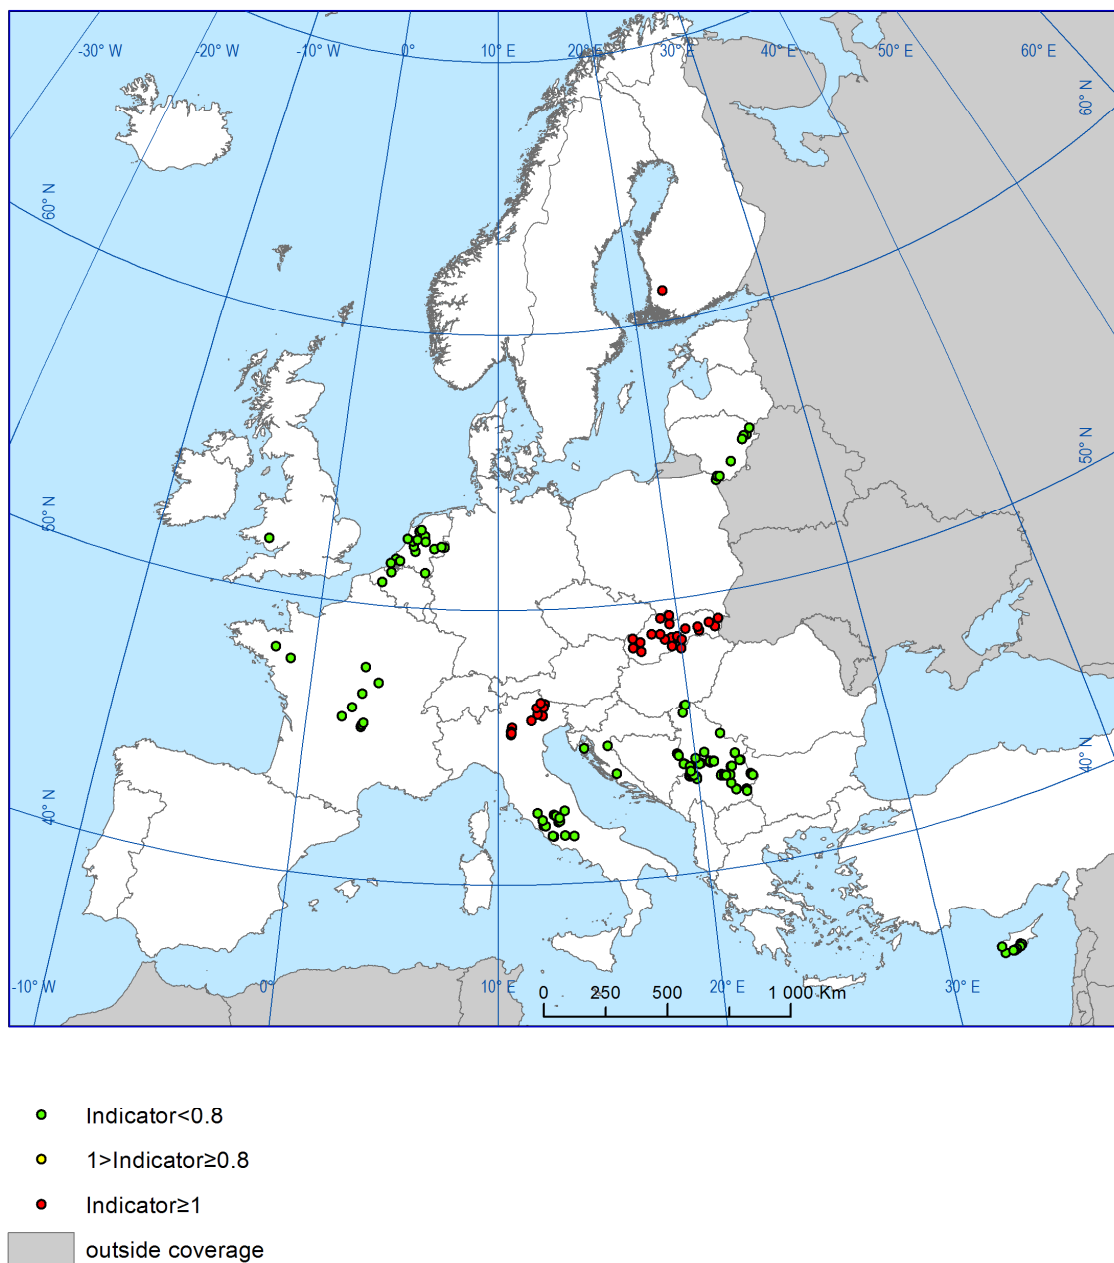 -30° W -20° W -10° W 0° 10° E 20° E 30° E 40° E 50° E 60° E
60° N
60° N
50° N
50° N
40° N
40° N
-10° W 0° 10° E 20° E 30° E
0 250 500 1 000 Km
Indicator<0.8
1>Indicator≥0.8
Indicator≥1
outside coverage